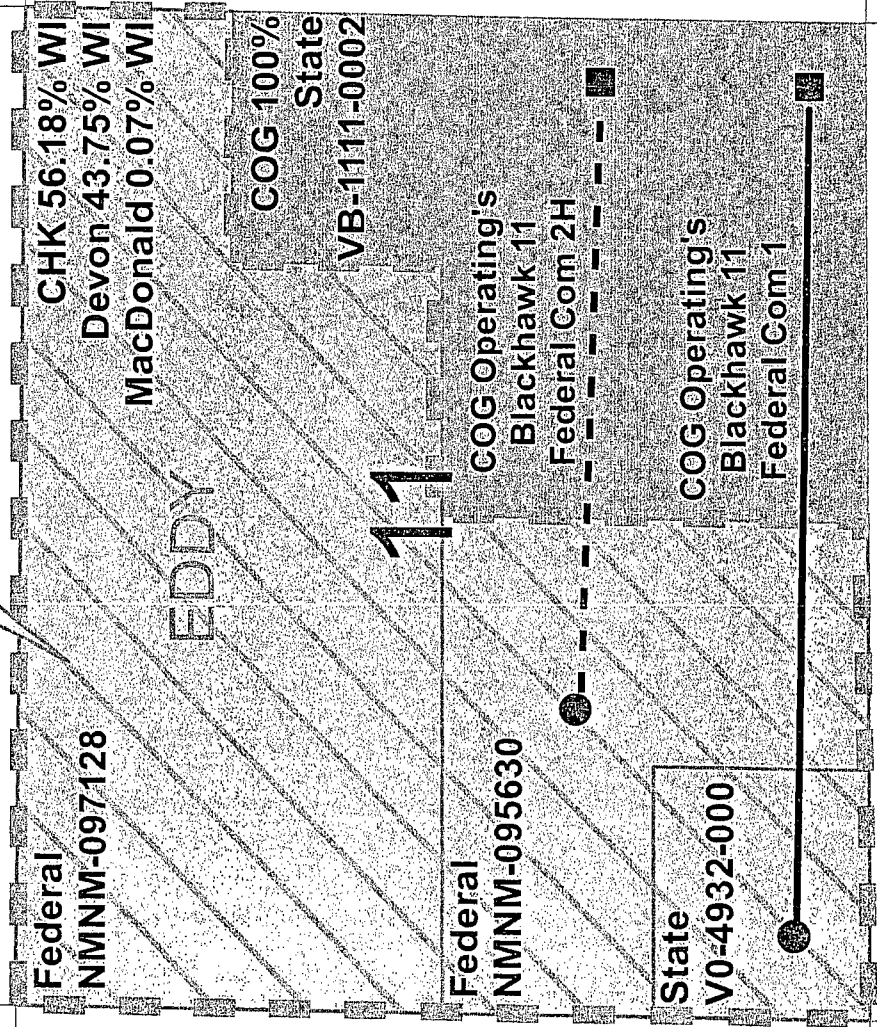 Federal
NMNM-097128
CHK 56.18% WI
Devon 43.75% WI
MacDonald 0.07% WI
EDDY
COG 100%
State
VB-1111-0002
11
Federal
NMNM-095630
COG Operating's
Blackhawk 11
Federal Com 2H
State
V0-4932-000
COG Operating's
Blackhawk 11
Federal Com 1